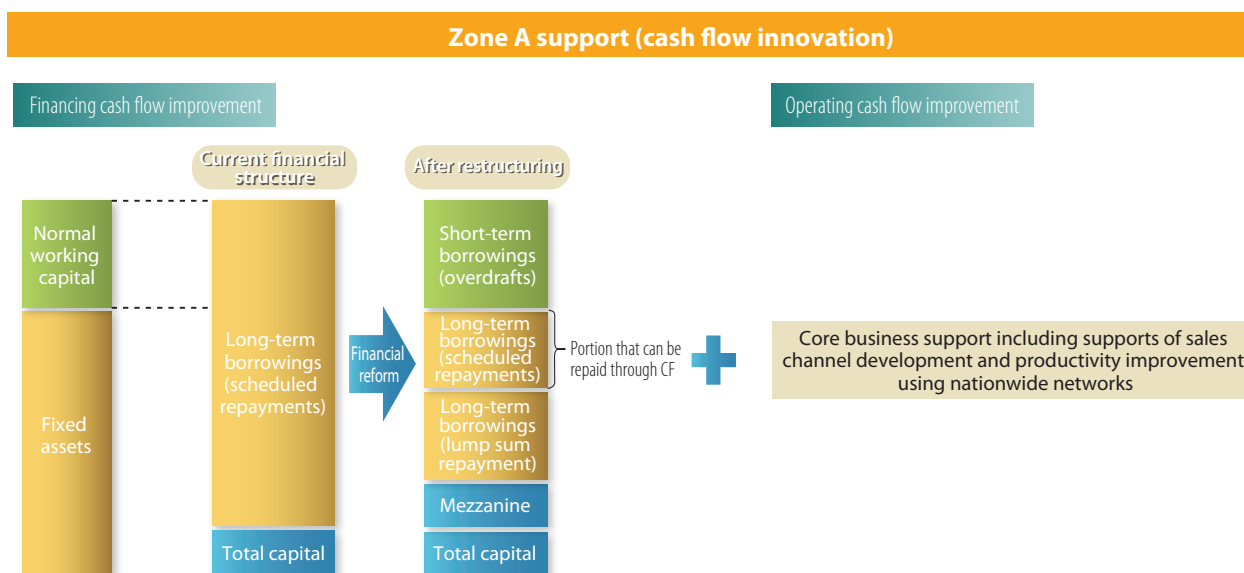 Zone A support (cash flow innovation)
Financing cash flow improvement
Operating cash flow improvement
Current financial
structure
After restructuring
Normal
working
capital
Fixed
assets
Long-term
borrowings
(scheduled
repayments)
Total capital
Financial
reform
Short-term
borrowings
(overdrafts)
Long-term
borrowings
(scheduled
repayments)
Long-term
borrowings
(lump sum
repayment)
Mezzanine
Total capital
Portion that can be
repaid through CF
Core business support including supports of sales
channel development and productivity improvement
using nationwide networks